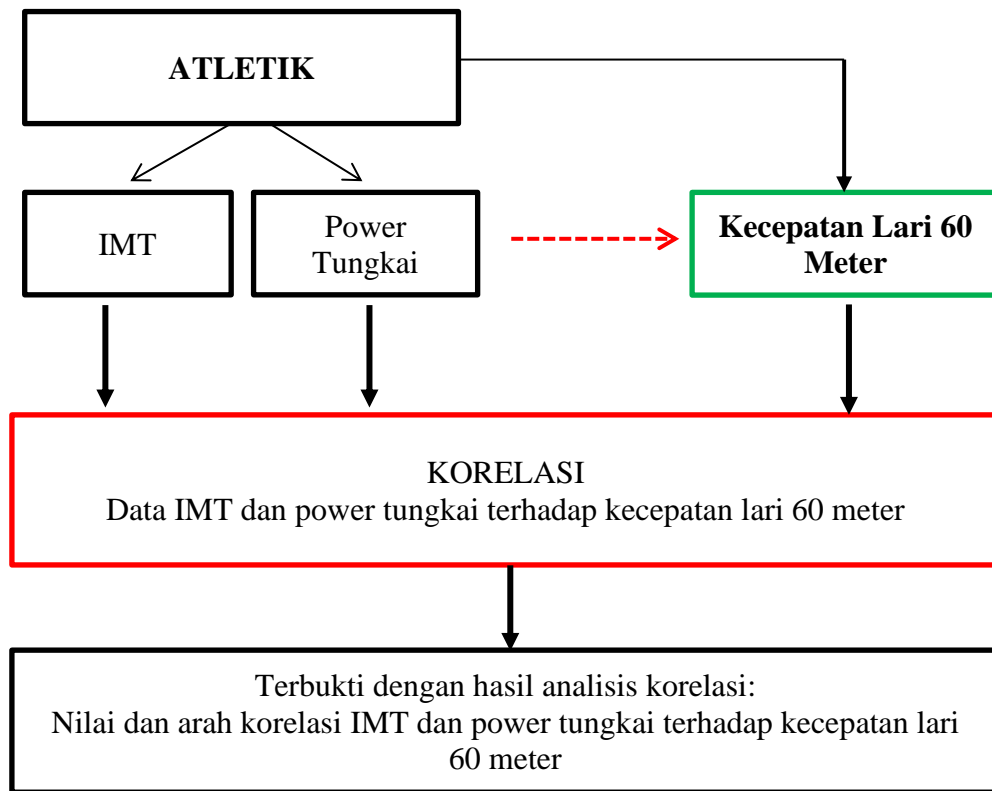 ATLETIK
IMT
Power
Tungkai
Kecepatan Lari 60
Meter
KORELASI
Data IMT dan power tungkai terhadap kecepatan lari 60 meter
Terbukti dengan hasil analisis korelasi:
Nilai dan arah korelasi IMT dan power tungkai terhadap kecepatan lari
60 meter